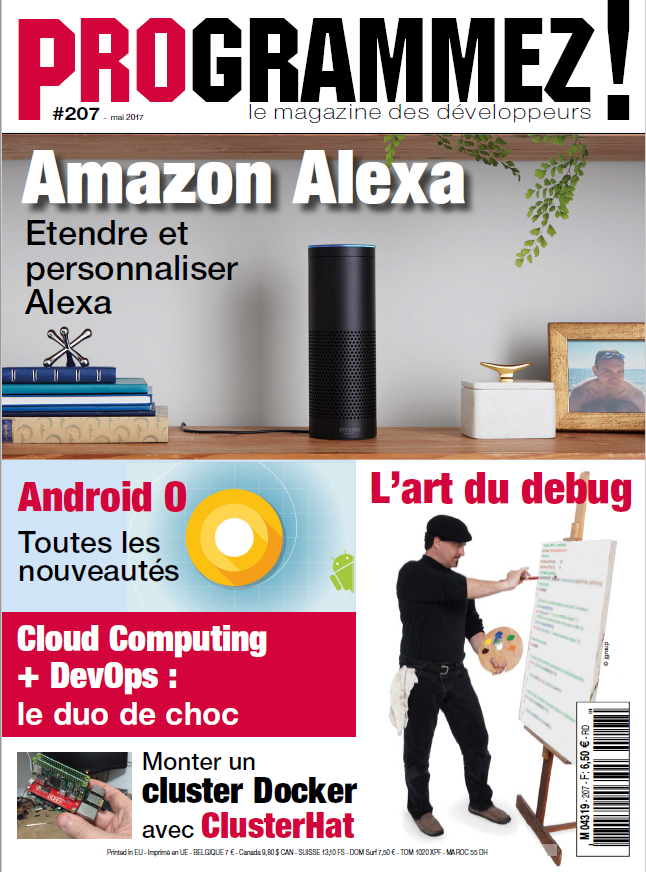 PROGRAMMEZ!
#207 - mai 2017
le magazine des développeurs
Amazon Alexa
Etendre et
personnaliser
Alexa
amazon
Android O
Toutes les
nouveautés
L'art du debug
Cloud Computing
+ DevOps :
le duo de choc
© jgroup
Monter un
cluster Docker
avec ClusterHat
M 04319 - 207 - F: 6,50 € - RD
Printed in EU - Imprimé en UE - BELGIQUE 7 € - Canada 9,80 $ CAN - SUISSE 13,10 FS - DOM Surf 7,50 € - TOM 1020 XPF - MAROC 55 DH